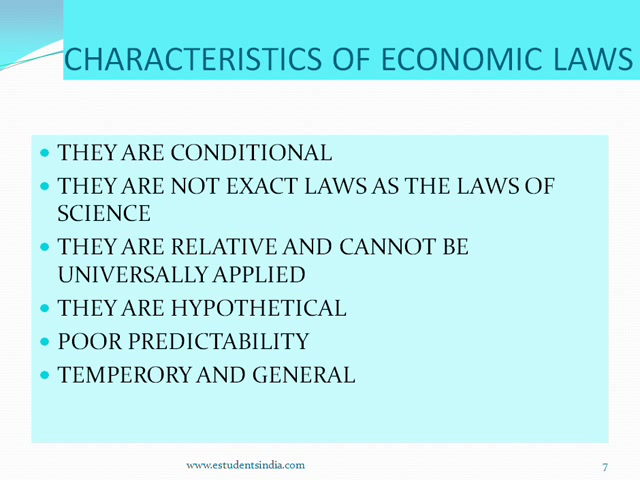 CHARACTERISTICS OF ECONOMIC LAWS
• THEY ARE CONDITIONAL
• THEY ARE NOT EXACT LAWS AS THE LAWS OF
SCIENCE
• THEY ARE RELATIVE AND CANNOT BE
UNIVERSALLY APPLIED
• THEY ARE HYPOTHETICAL
• POOR PREDICTABILITY
• TEMPERORY AND GENERAL
www.estudentsindia.com
7